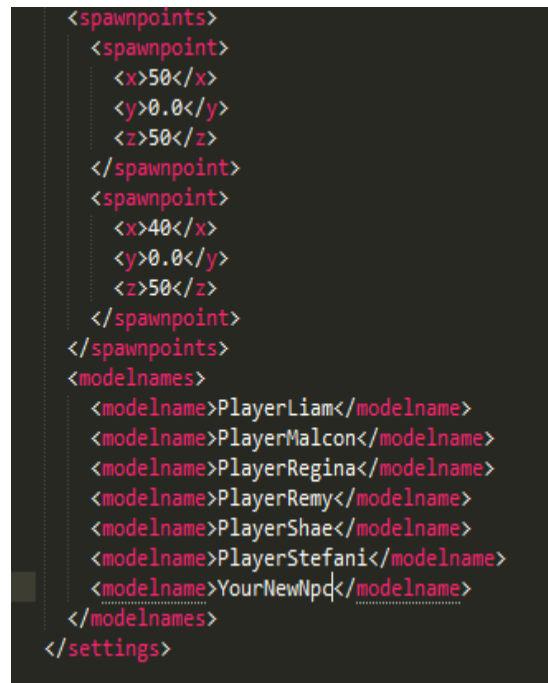 <spawnpoints>
<spawnpoint>
<x>50</x>
<y>0.0</y>
<z>50</z>
</spawnpoint>
<spawnpoint>
<x>40</x>
<y>0.0</y>
<z>50</z>
</spawnpoint>
</spawnpoints>
<modelnames>
<modelname>PlayerLiam</modelname>
<modelname>PlayerMalcon</modelname>
<modelname>PlayerRegina</modelname>
<modelname>PlayerRemy</modelname>
<modelname>PlayerShae</modelname>
<modelname>PlayerStefani</modelname>
<modelname>YourNewNpc</modelname>
</modelnames>
</settings>